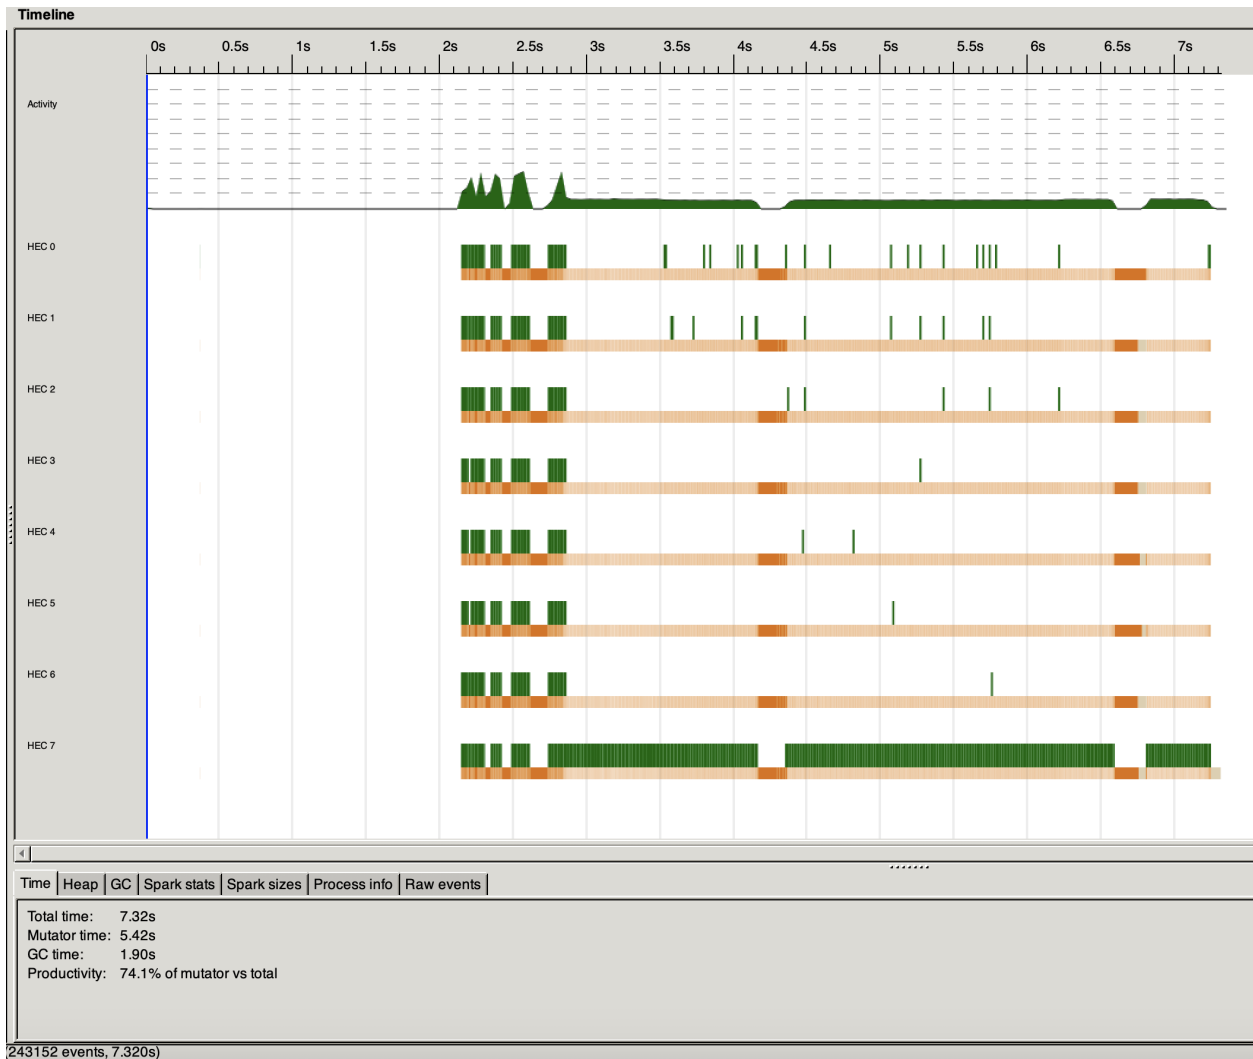 Timeline
0s 0.5s 1s 1.5s 2s 2.5s 3s 3.5s 4s 4.5s 5s 5.5s 6s 6.5s 7s
Activity
HEC 0
HEC 1
HEC 2
HEC 3
HEC 4
HEC 5
HEC 6
HEC 7
Time Heap GC Spark stats Spark sizes Process info Raw events
Total time: 7.32s
Mutator time: 5.42s
GC time: 1.90s
Productivity: 74.1% of mutator vs total
(243152 events, 7.320s)